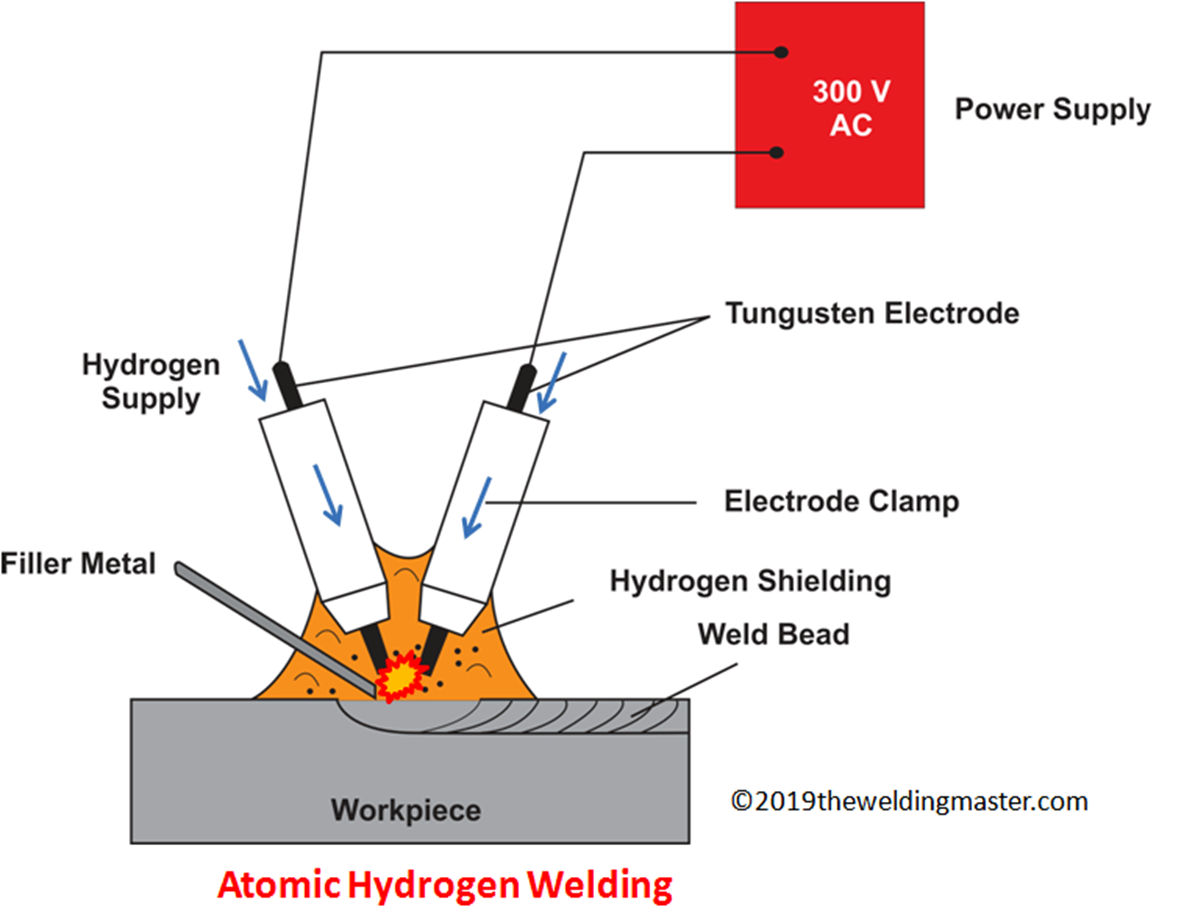 300 V
AC
Power Supply
Tungusten Electrode
Hydrogen
Supply
Electrode Clamp
Filler Metal
Hydrogen Shielding
Weld Bead
Workpiece
©2019theweldingmaster.com
Atomic Hydrogen Welding